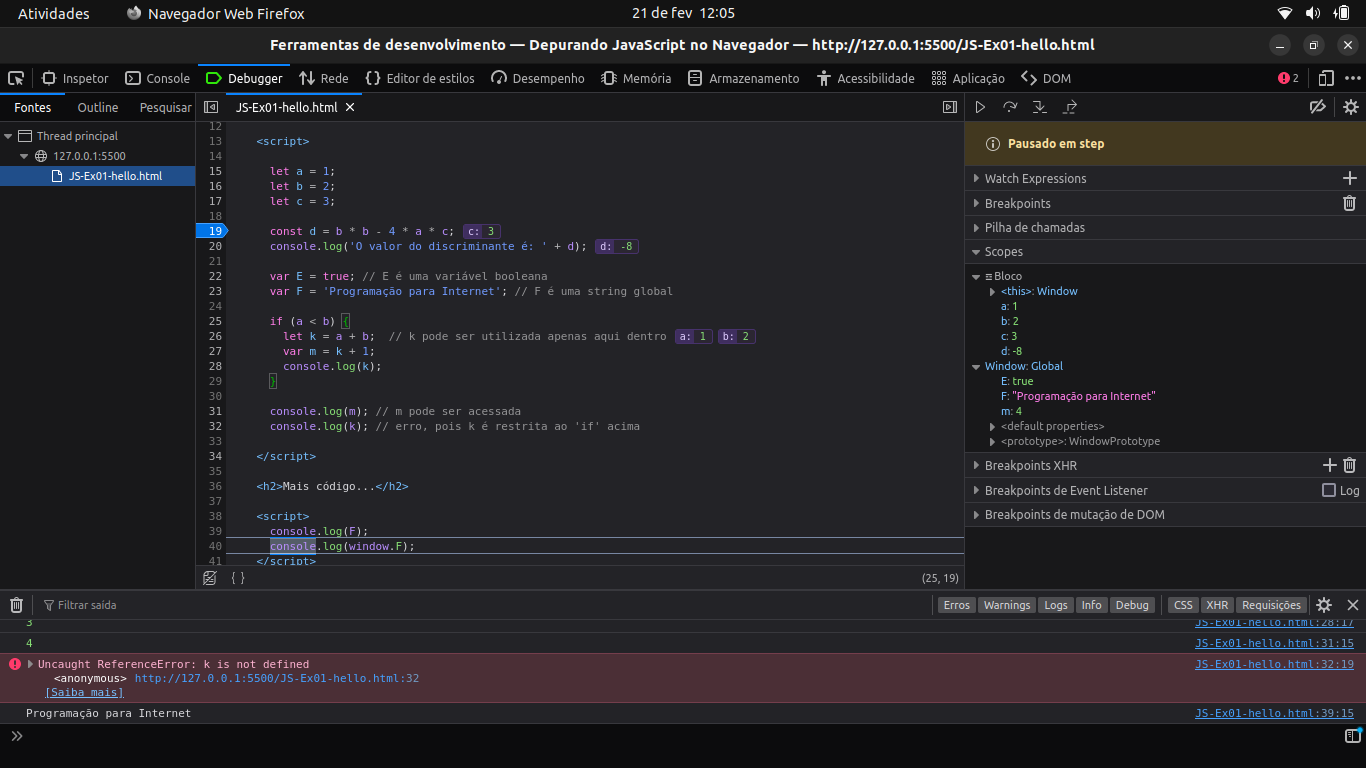 Atividades Navegador Web Firefox 21 de fev 12:05
Ferramentas de desenvolvimento — Depurando JavaScript no Navegador — http://127.0.0.1:5500/JS-Ex01-hello.html
Inspetor Console Debugger Rede Editor de estilos Desempenho Memória Armazenamento Acessibilidade Aplicação DOM 2
Fontes Outline Pesquisar
Thread principal
127.0.0.1:5500
JS-Ex01-hello.html
JS-Ex01-hello.html
12
13 <script>
14
15 let a = 1;
16 let b = 2;
17 let c = 3;
18
19 const d = b * b - 4 * a * c; c: 3
20 console.log('O valor do discriminante é: ' + d); d: -8
21
22 var E = true; // E é uma variável booleana
23 var F = 'Programação para Internet'; // F é uma string global
24
25 if (a < b) {
26 let k = a + b; // k pode ser utilizada apenas aqui dentro a: 1 b: 2
27 var m = k + 1;
28 console.log(k);
29 }
30
31 console.log(m); // m pode ser acessada
32 console.log(k); // erro, pois k é restrita ao 'if' acima
33
34 </script>
35
36 <h2>Mais código...</h2>
37
38 <script>
39 console.log(F);
40 console.log(window.F);
41 </script>
{ } (25, 19)
Pausado em step
Watch Expressions
Breakpoints
Pilha de chamadas
Scopes
Bloco
<this>: Window
a: 1
b: 2
c: 3
d: -8
Window: Global
E: true
F: "Programação para Internet"
m: 4
<default properties>
<prototype>: WindowPrototype
Breakpoints XHR
Breakpoints de Event Listener Log
Breakpoints de mutação de DOM
Filtrar saída Erros Warnings Logs Info Debug CSS XHR Requisições
3 JS-Ex01-hello.html:28:17
4 JS-Ex01-hello.html:31:15
Uncaught ReferenceError: k is not defined JS-Ex01-hello.html:32:19
<anonymous> http://127.0.0.1:5500/JS-Ex01-hello.html:32
[Saiba mais]
Programação para Internet JS-Ex01-hello.html:39:15